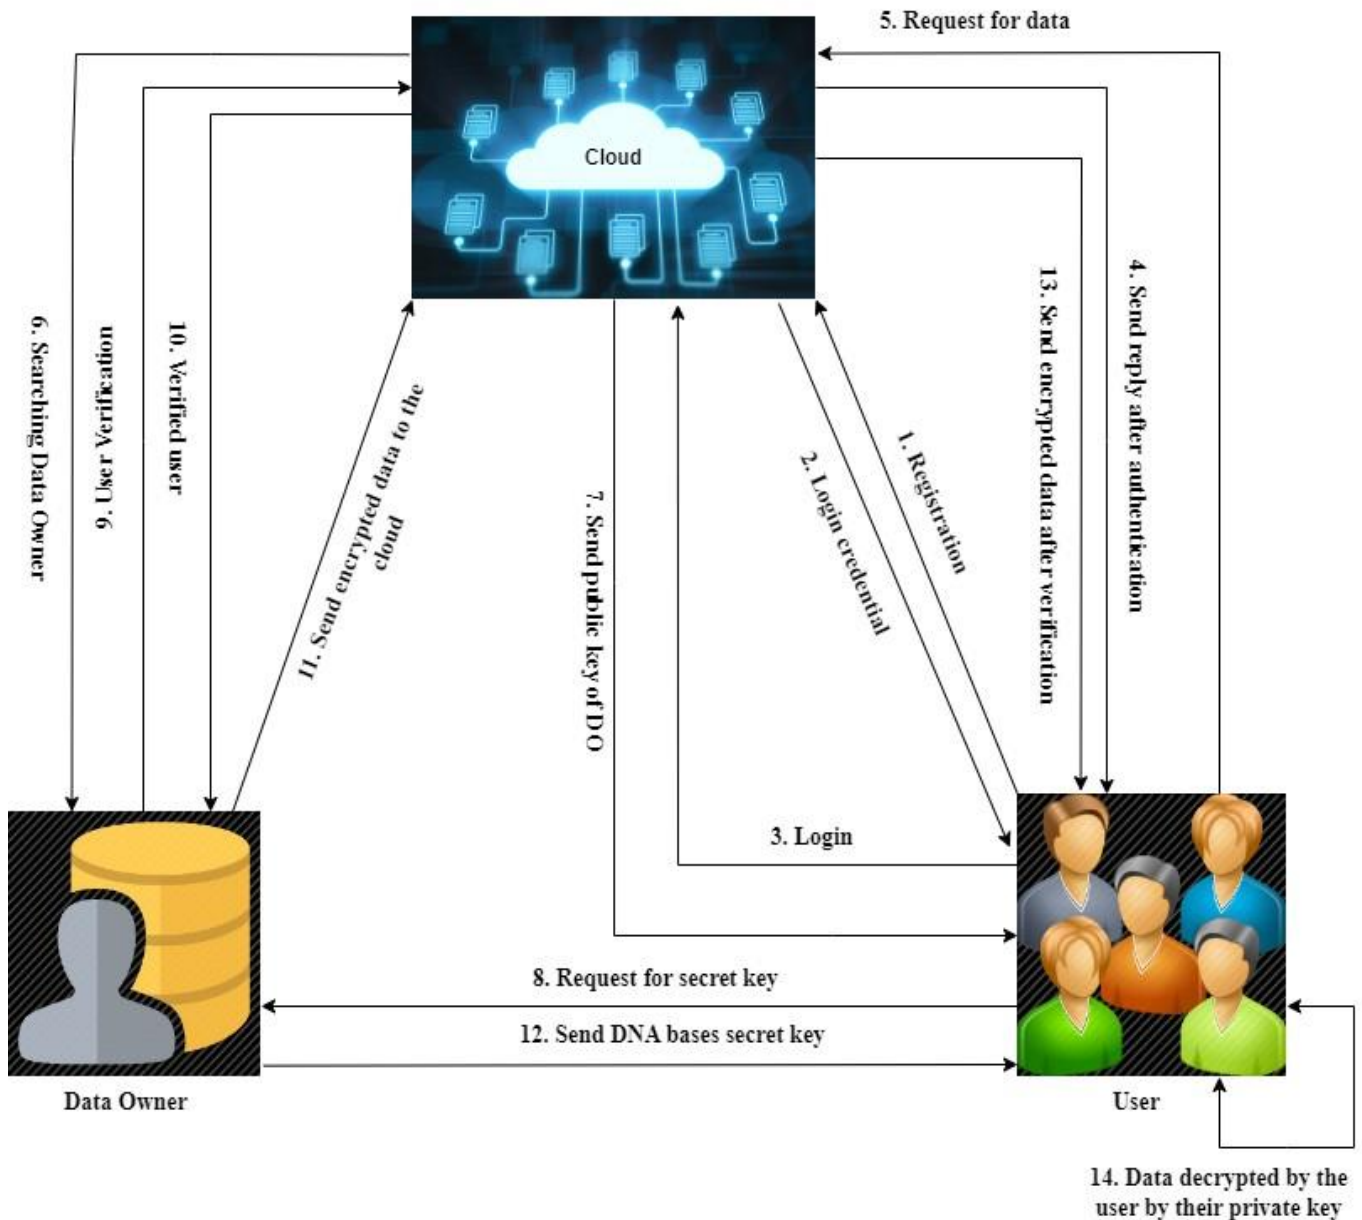 5. Request for data
Cloud
6. Searching Data Owner
9. User Verification
10. Verified user
11. Send encrypted data to the
cloud
7. Send public key of DO
2. Login credential
1. Registration
13. Send encrypted data after verification
4. Send reply after authentication
3. Login
8. Request for secret key
12. Send DNA bases secret key
Data Owner
User
14. Data decrypted by the
user by their private key